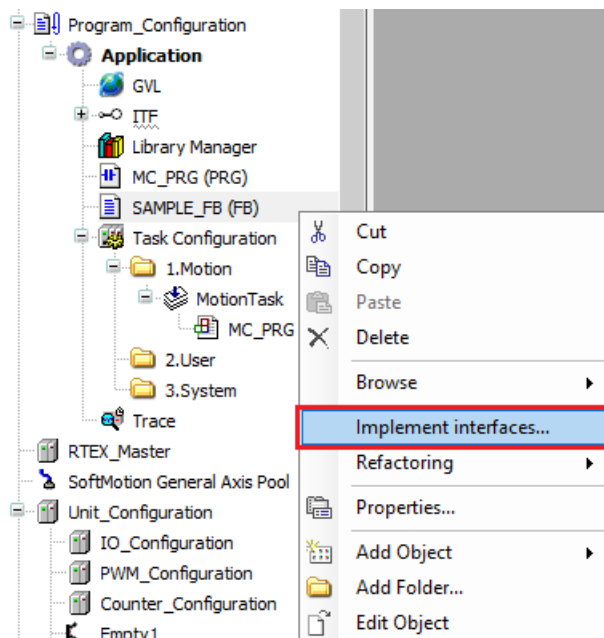 Program_Configuration
Application
GVL
ITF
Library Manager
MC_PRG (PRG)
SAMPLE_FB (FB)
Task Configuration
1.Motion
MotionTask
MC_PRG
2.User
3.System
Trace
RTEX_Master
SoftMotion General Axis Pool
Unit_Configuration
IO_Configuration
PWM_Configuration
Counter_Configuration
Empty1
Cut
Copy
Paste
Delete
Browse
Implement interfaces...
Refactoring
Properties...
Add Object
Add Folder...
Edit Object